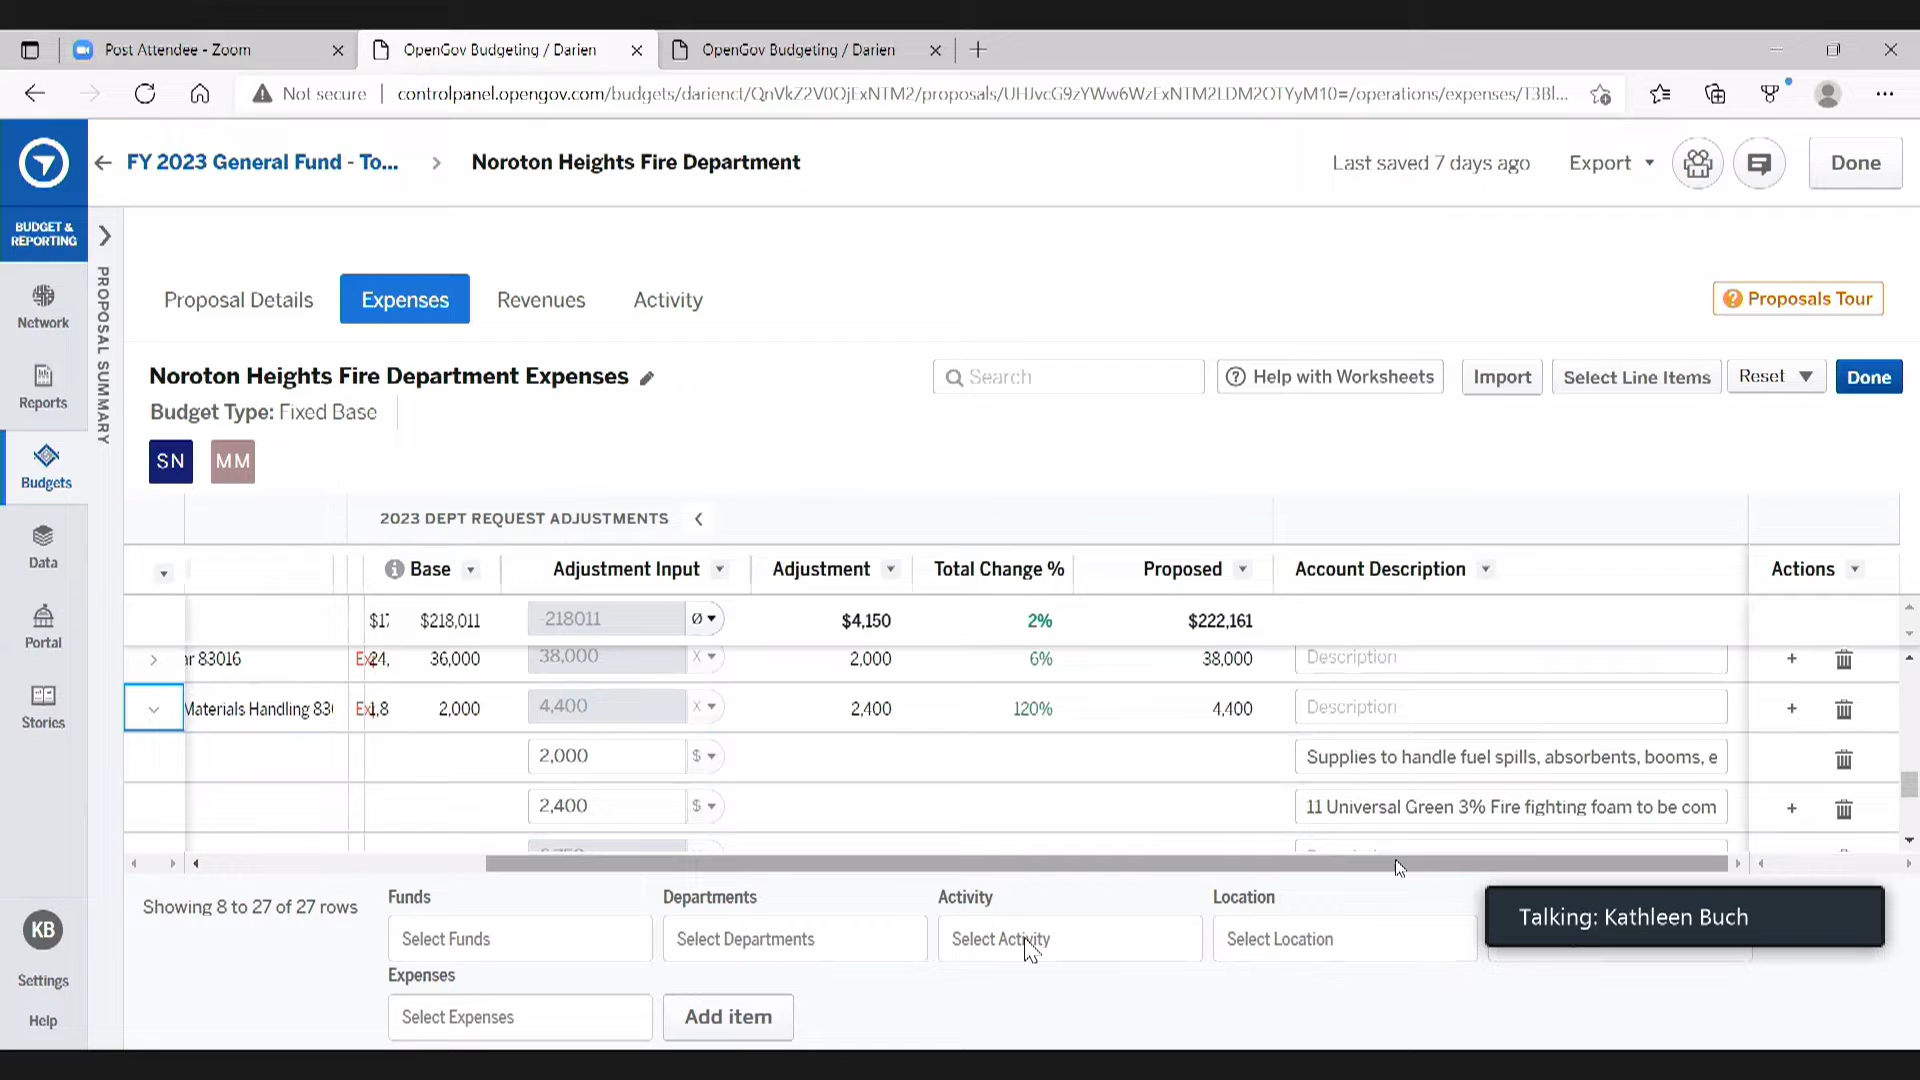 Post Attendee - Zoom
OpenGov Budgeting / Darien
OpenGov Budgeting / Darien
Not secure
controlpanel.opengov.com/budgets/darienct/QnVkZ2V0OjExNTM2/proposals/UHJvcG9zYWw6WzExNTM2LDM2OTYyM10=/operations/expenses/T3Bl...
FY 2023 General Fund - To...
Noroton Heights Fire Department
Last saved 7 days ago
Export
Done
BUDGET & REPORTING
PROPOSAL SUMMARY
Network
Reports
Budgets
Data
Portal
Stories
KB
Settings
Help
Proposal Details
Expenses
Revenues
Activity
Proposals Tour
Noroton Heights Fire Department Expenses
Search
Help with Worksheets
Import
Select Line Items
Reset
Done
Budget Type: Fixed Base
SN
MM
2023 DEPT REQUEST ADJUSTMENTS
Base
Adjustment Input
Adjustment
Total Change %
Proposed
Account Description
Actions
$218,011
-218011
Ø
$4,150
2%
$222,161
83016
24,
36,000
38,000
X
2,000
6%
38,000
Description
+
Materials Handling
1,8
2,000
4,400
X
2,400
120%
4,400
Description
+
2,000
$
Supplies to handle fuel spills, absorbents, booms, e
2,400
$
11 Universal Green 3% Fire fighting foam to be com
+
Showing 8 to 27 of 27 rows
Funds
Select Funds
Departments
Select Departments
Activity
Select Activity
Location
Select Location
Talking: Kathleen Buch
Expenses
Select Expenses
Add item